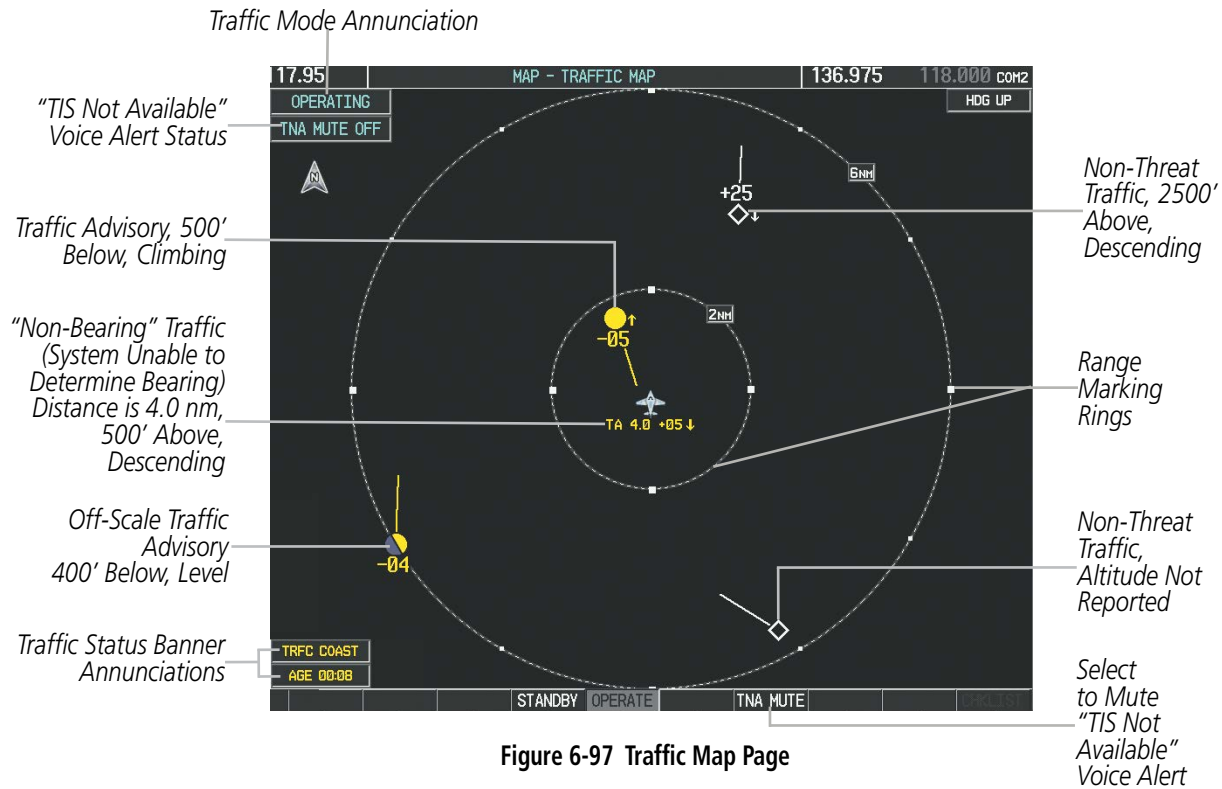 Traffic Mode Annunciation
17.95 MAP - TRAFFIC MAP 136.975 118.000 COM2
OPERATING
HDG UP
TNA MUTE OFF
"TIS Not
Available"
Voice Alert
Status
N
6NM
+25
↓
Non-Threat
Traffic, 2500'
Above,
Descending
Traffic Advisory, 500'
Below, Climbing
2NM
↑
-05
"Non-Bearing" Traffic
(System Unable to
Determine Bearing)
Distance is 4.0 nm,
500' Above,
Descending
TA 4.0 +05↓
Range
Marking
Rings
Off-Scale Traffic
Advisory
400' Below, Level
-04
Non-Threat
Traffic,
Altitude Not
Reported
Traffic Status Banner
Annunciations
TRFC COAST
AGE 00:08
STANDBY OPERATE TNA MUTE CHKLIST
Select
to Mute
"TIS Not
Available"
Voice Alert
Figure 6-97 Traffic Map Page